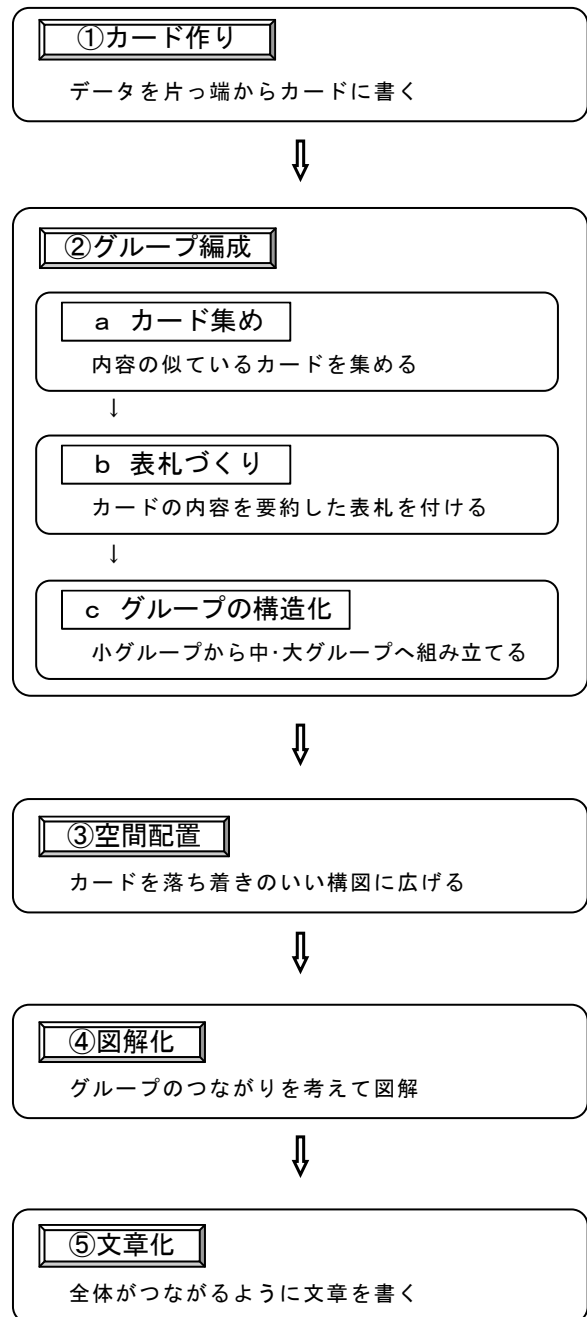 ①カード作り
データを片っ端からカードに書く
⇓
②グループ編成
a カード集め
内容の似ているカードを集める
↓
b 表札づくり
カードの内容を要約した表札を付ける
↓
c グループの構造化
小グループから中･大グループへ組み立てる
⇓
③空間配置
カードを落ち着きのいい構図に広げる
⇓
④図解化
グループのつながりを考えて図解
⇓
⑤文章化
全体がつながるように文章を書く